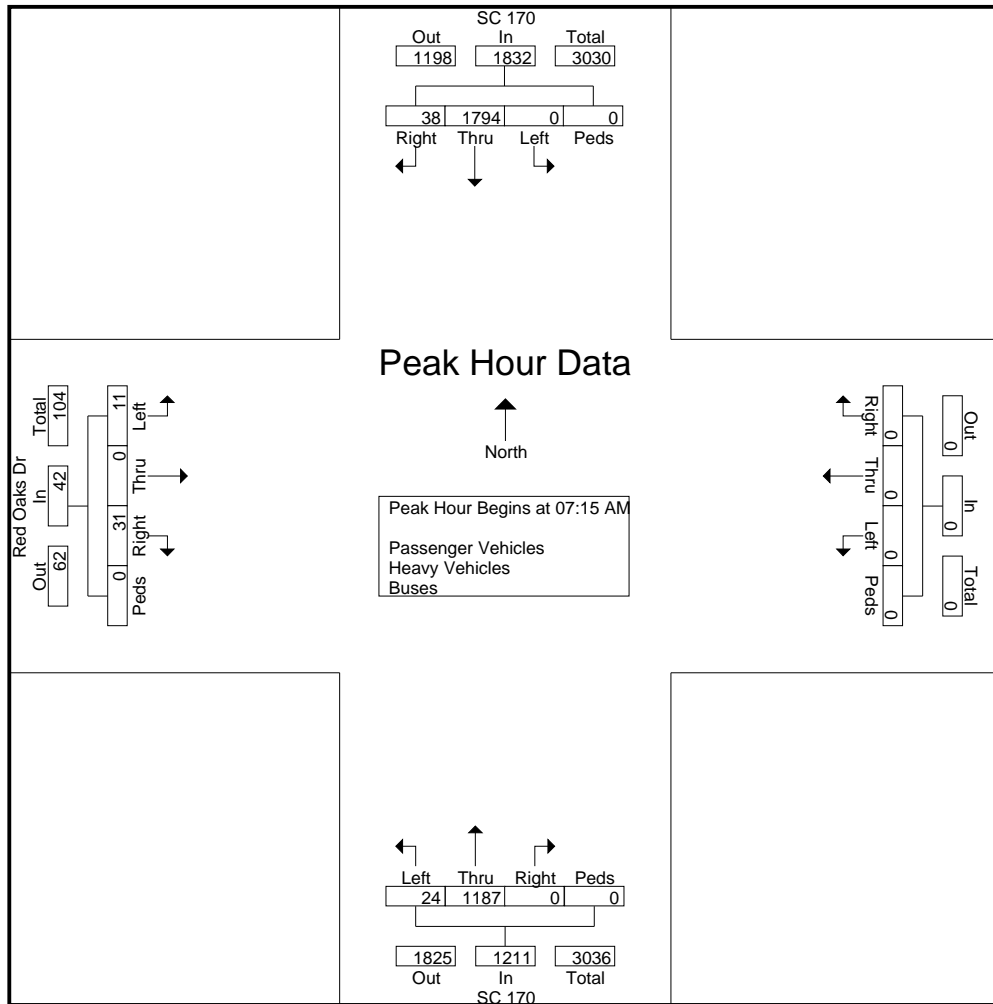 SC 170
Out In Total
1198 1832 3030
38 1794 0 0
Right Thru Left Peds
Peak Hour Data
North
Peak Hour Begins at 07:15 AM
Passenger Vehicles
Heavy Vehicles
Buses
Red Oaks Dr
Out In Total
62 42 104
11 0 31 0
Left Thru Right Peds
Out In Total
0 0 0
0 0 0 0
Right Thru Left Peds
Left Thru Right Peds
24 1187 0 0
1825 1211 3036
Out In Total
SC 170